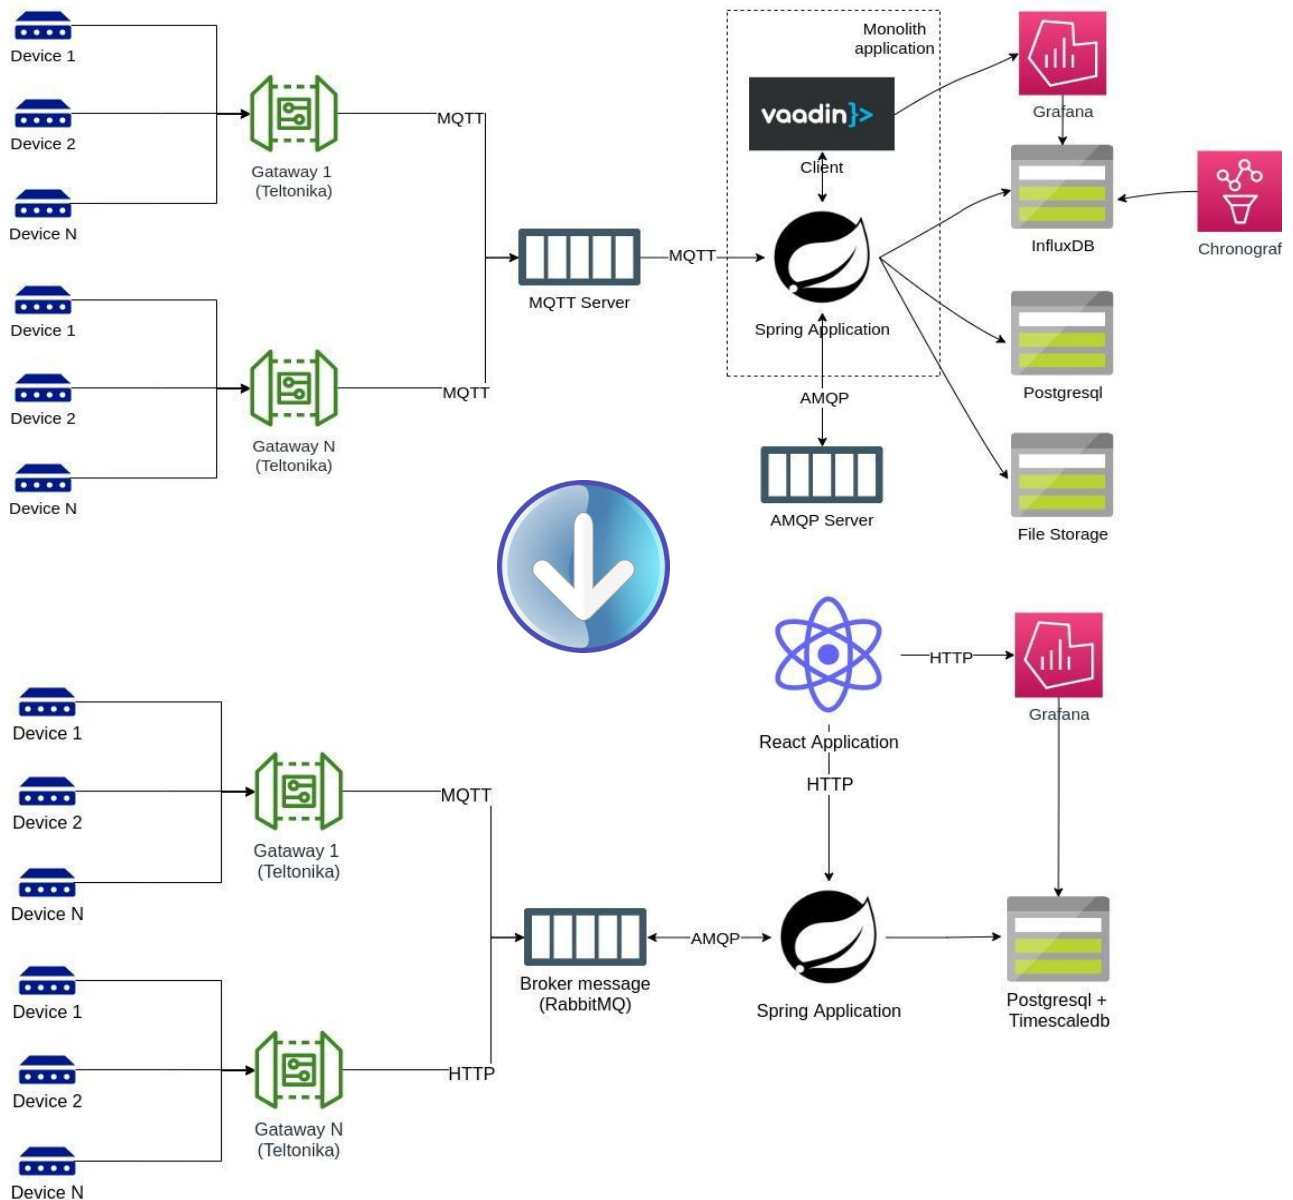 Device 1
Device 2
Device N
Gataway 1
(Teltonika)
MQTT
Device 1
Device 2
Device N
Gataway N
(Teltonika)
MQTT
MQTT Server
MQTT
Monolith
application
vaadin}>
Client
Spring Application
AMQP
AMQP Server
Grafana
InfluxDB
Chronograf
Postgresql
File Storage
React Application
HTTP
Grafana
HTTP
Device 1
Device 2
Device N
Gataway 1
(Teltonika)
MQTT
Device 1
Device 2
Device N
Gataway N
(Teltonika)
HTTP
Broker message
(RabbitMQ)
AMQP
Spring Application
Postgresql +
Timescaledb